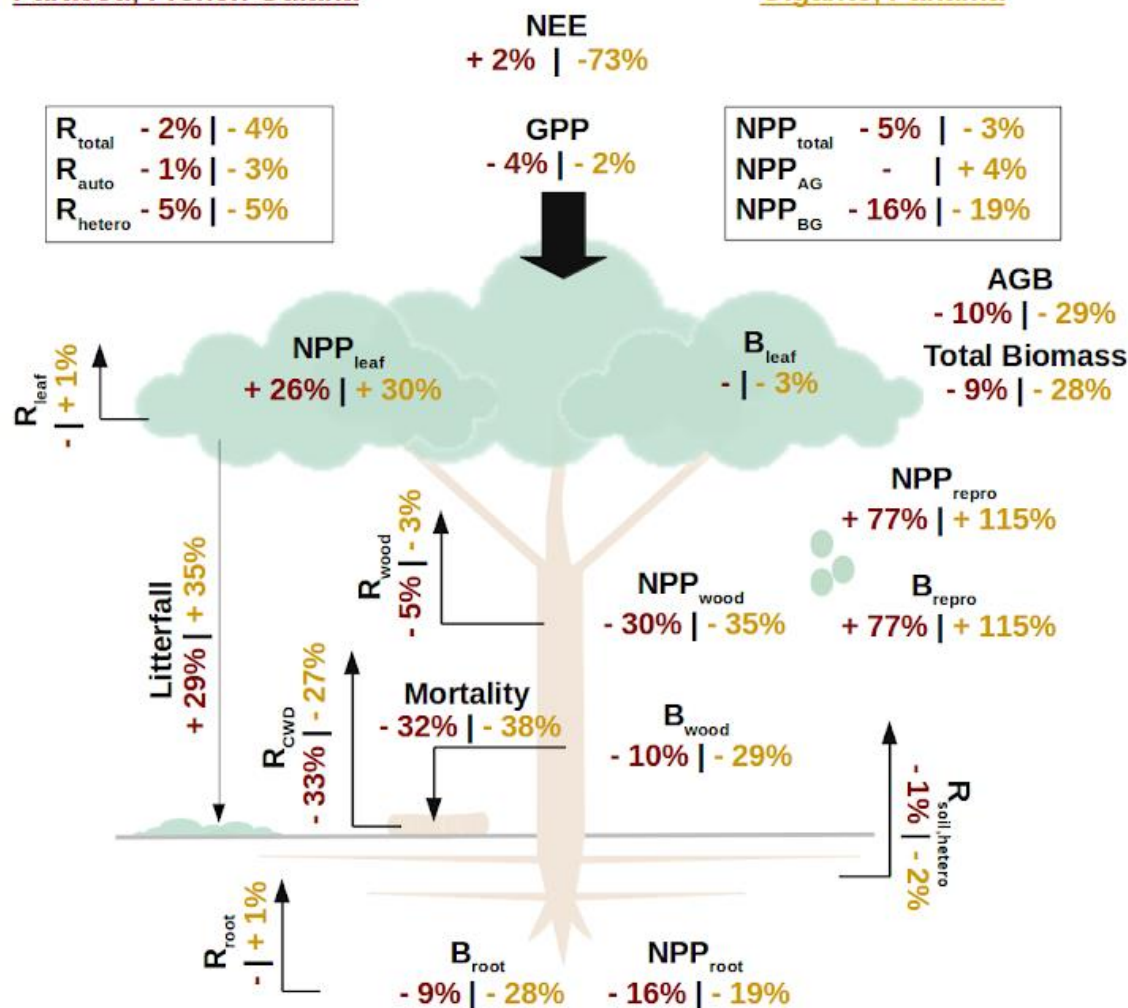 NEE
+ 2% | -73%
R_total - 2% | - 4%
R_auto - 1% | - 3%
R_hetero - 5% | - 5%
GPP
- 4% | - 2%
NPP_total - 5% | - 3%
NPP_AG - | + 4%
NPP_BG - 16% | - 19%
AGB
- 10% | - 29%
Total Biomass
- 9% | - 28%
R_leaf
- | + 1%
NPP_leaf
+ 26% | + 30%
B_leaf
- | - 3%
NPP_repro
+ 77% | + 115%
B_repro
+ 77% | + 115%
Litterfall
+ 29% | + 35%
R_wood
- 5% | - 3%
NPP_wood
- 30% | - 35%
R_CWD
- 33% | - 27%
Mortality
- 32% | - 38%
B_wood
- 10% | - 29%
R_soil,hetero
- 1% | - 2%
R_root
- | + 1%
B_root
- 9% | - 28%
NPP_root
- 16% | - 19%